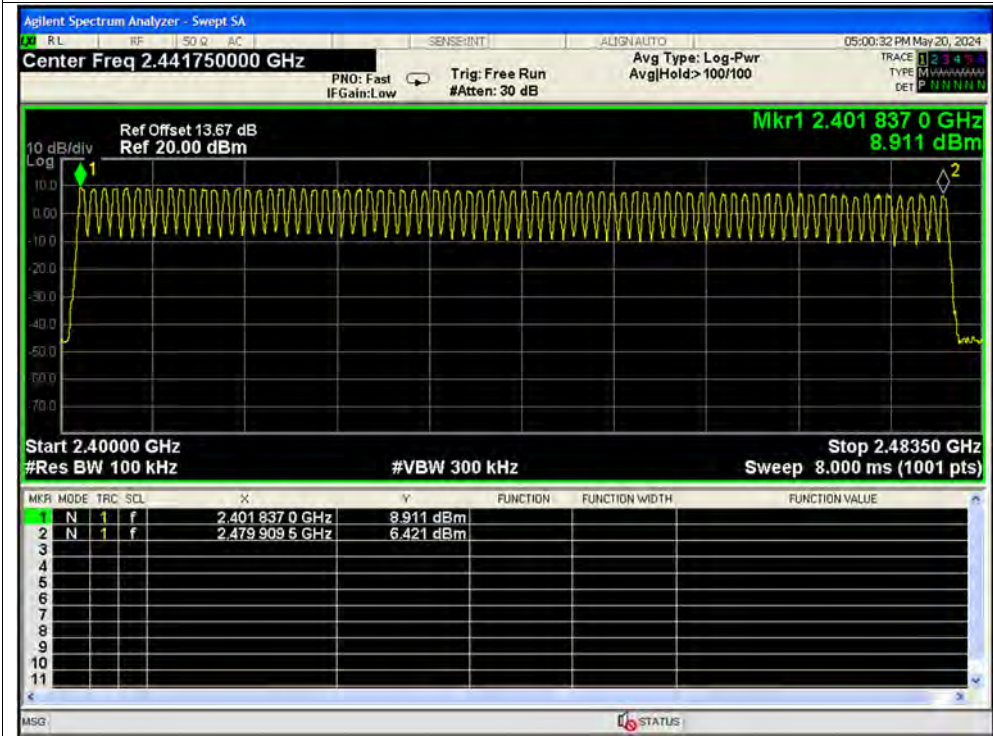 Agilent Spectrum Analyzer - Swept SA
RL RF 50 Ω AC SENSE:INT ALIGN AUTO 05:00:32 PM May 20, 2024
Center Freq 2.441750000 GHz Avg Type: Log-Pwr TRACE 1 2 3 4 5 6
PNO: Fast Trig: Free Run Avg|Hold:> 100/100 TYPE M
IFGain:Low #Atten: 30 dB DET P N N N N N
Mkr1 2.401 837 0 GHz
Ref Offset 13.67 dB
10 dB/div Ref 20.00 dBm 8.911 dBm
Log
1
2
10.0
0.00
-10.0
-20.0
-30.0
-40.0
-50.0
-60.0
-70.0
Start 2.40000 GHz Stop 2.48350 GHz
#Res BW 100 kHz #VBW 300 kHz Sweep 8.000 ms (1001 pts)
MKR MODE TRC SCL X Y FUNCTION FUNCTION WIDTH FUNCTION VALUE
1 N 1 f 2.401 837 0 GHz 8.911 dBm
2 N 1 f 2.479 909 5 GHz 6.421 dBm
3
4
5
6
7
8
9
10
11
MSG STATUS